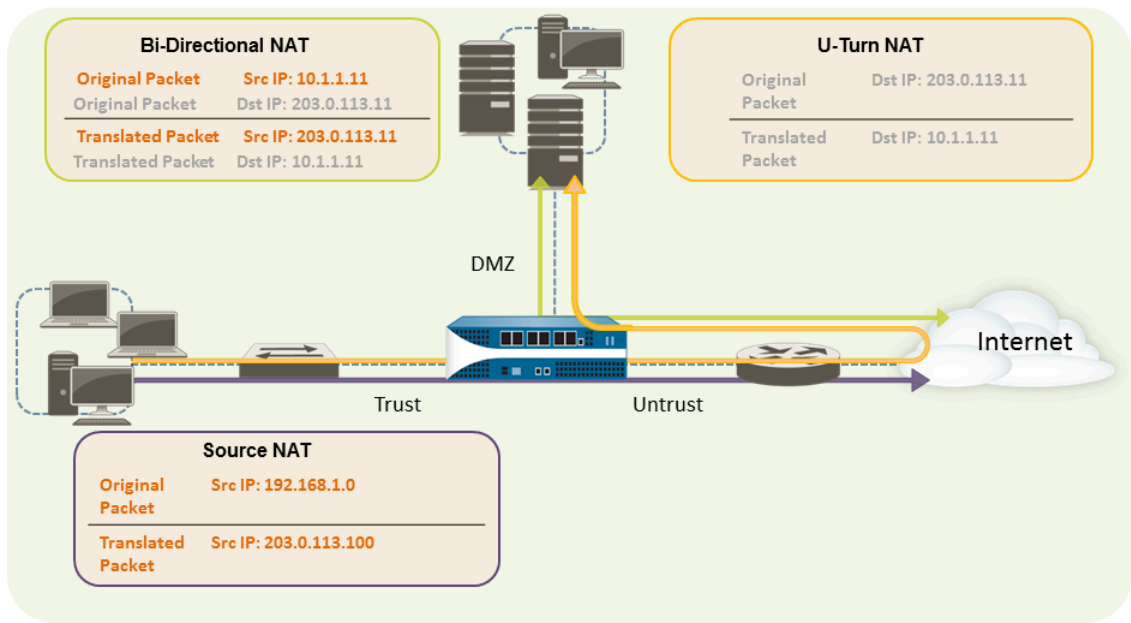 Bi-Directional NAT
Original Packet Src IP: 10.1.1.11
Original Packet Dst IP: 203.0.113.11
Translated Packet Src IP: 203.0.113.11
Translated Packet Dst IP: 10.1.1.11
U-Turn NAT
Original Dst IP: 203.0.113.11
Packet
Translated Dst IP: 10.1.1.11
Packet
DMZ
Internet
Trust
Untrust
Source NAT
Original Src IP: 192.168.1.0
Packet
Translated Src IP: 203.0.113.100
Packet